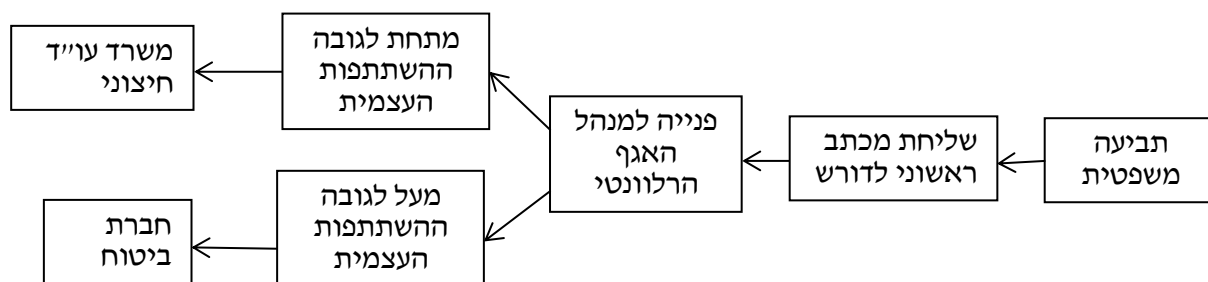 תביעה
משפטית
שליחת מכתב
ראשוני לדורש
פנייה למנהל
האגף
הרלוונטי
מתחת לגובה
ההשתתפות
העצמית
משרד עו״ד
חיצוני
מעל לגובה
ההשתתפות
העצמית
חברת
ביטוח